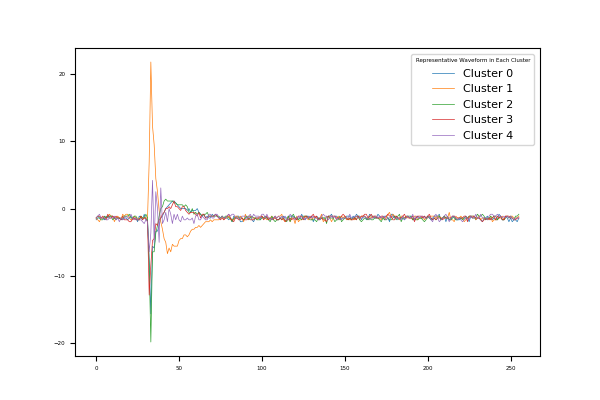 Representative Waveform in Each Cluster
Cluster 0
Cluster 1
Cluster 2
Cluster 3
Cluster 4
20
10
0
−10
−20
0 50 100 150 200 250